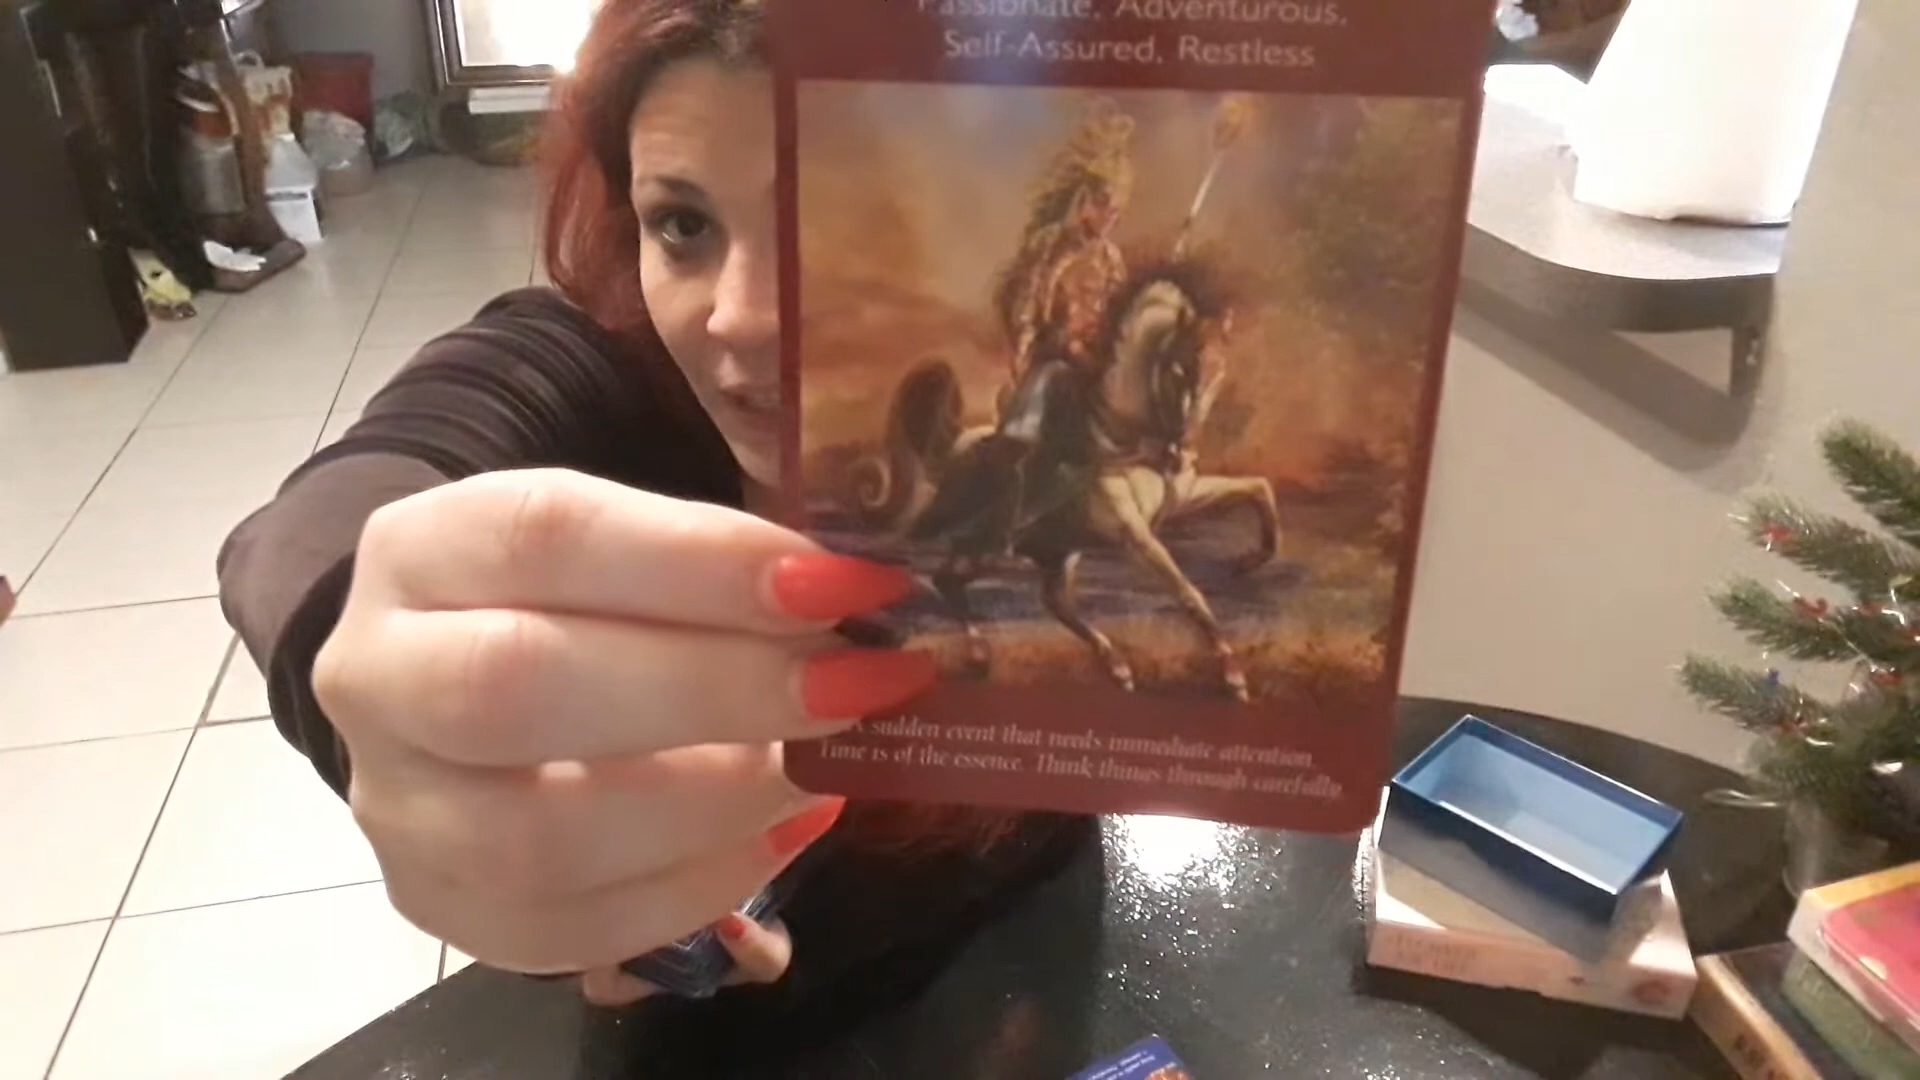 Passionate. Adventurous.
Self-Assured. Restless
A sudden event that needs immediate attention.
Time is of the essence. Think things through carefully.